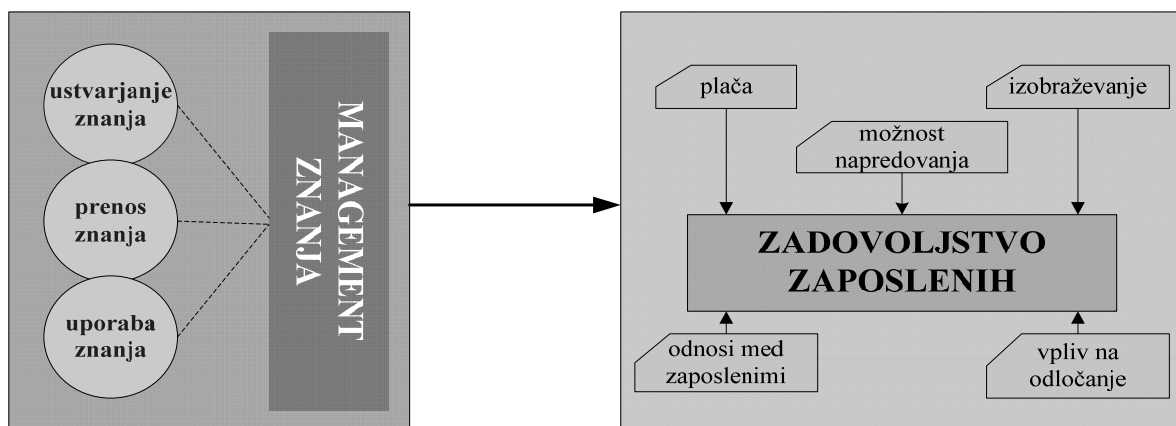 ustvarjanje
znanja
prenos
znanja
uporaba
znanja
MANAGEMENT
ZNANJA
plača
izobraževanje
možnost
napredovanja
ZADOVOLJSTVO
ZAPOSLENIH
odnosi med
zaposlenimi
vpliv na
odločanje